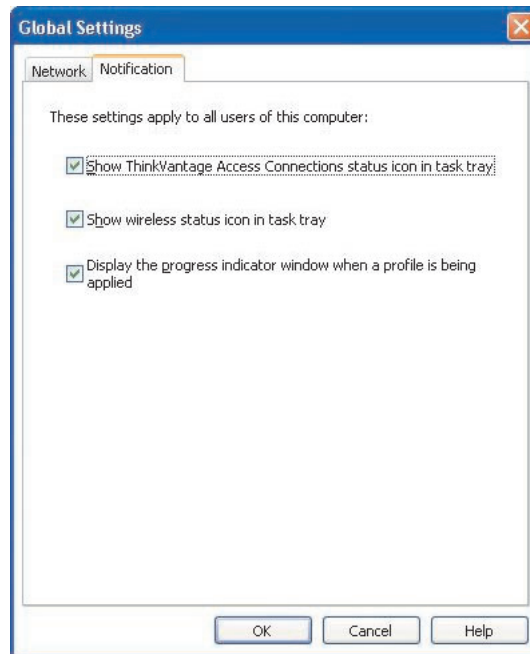 Global Settings
Network Notification
These settings apply to all users of this computer:
Show ThinkVantage Access Connections status icon in task tray
Show wireless status icon in task tray
Display the progress indicator window when a profile is being
applied
OK Cancel Help